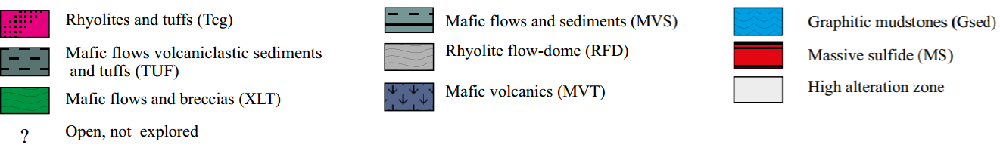 Rhyolites and tuffs (Tcg)
Mafic flows volcaniclastic sediments
and tuffs (TUF)
Mafic flows and breccias (XLT)
? Open, not explored
Mafic flows and sediments (MVS)
Rhyolite flow-dome (RFD)
Mafic volcanics (MVT)
Graphitic mudstones (Gsed)
Massive sulfide (MS)
High alteration zone